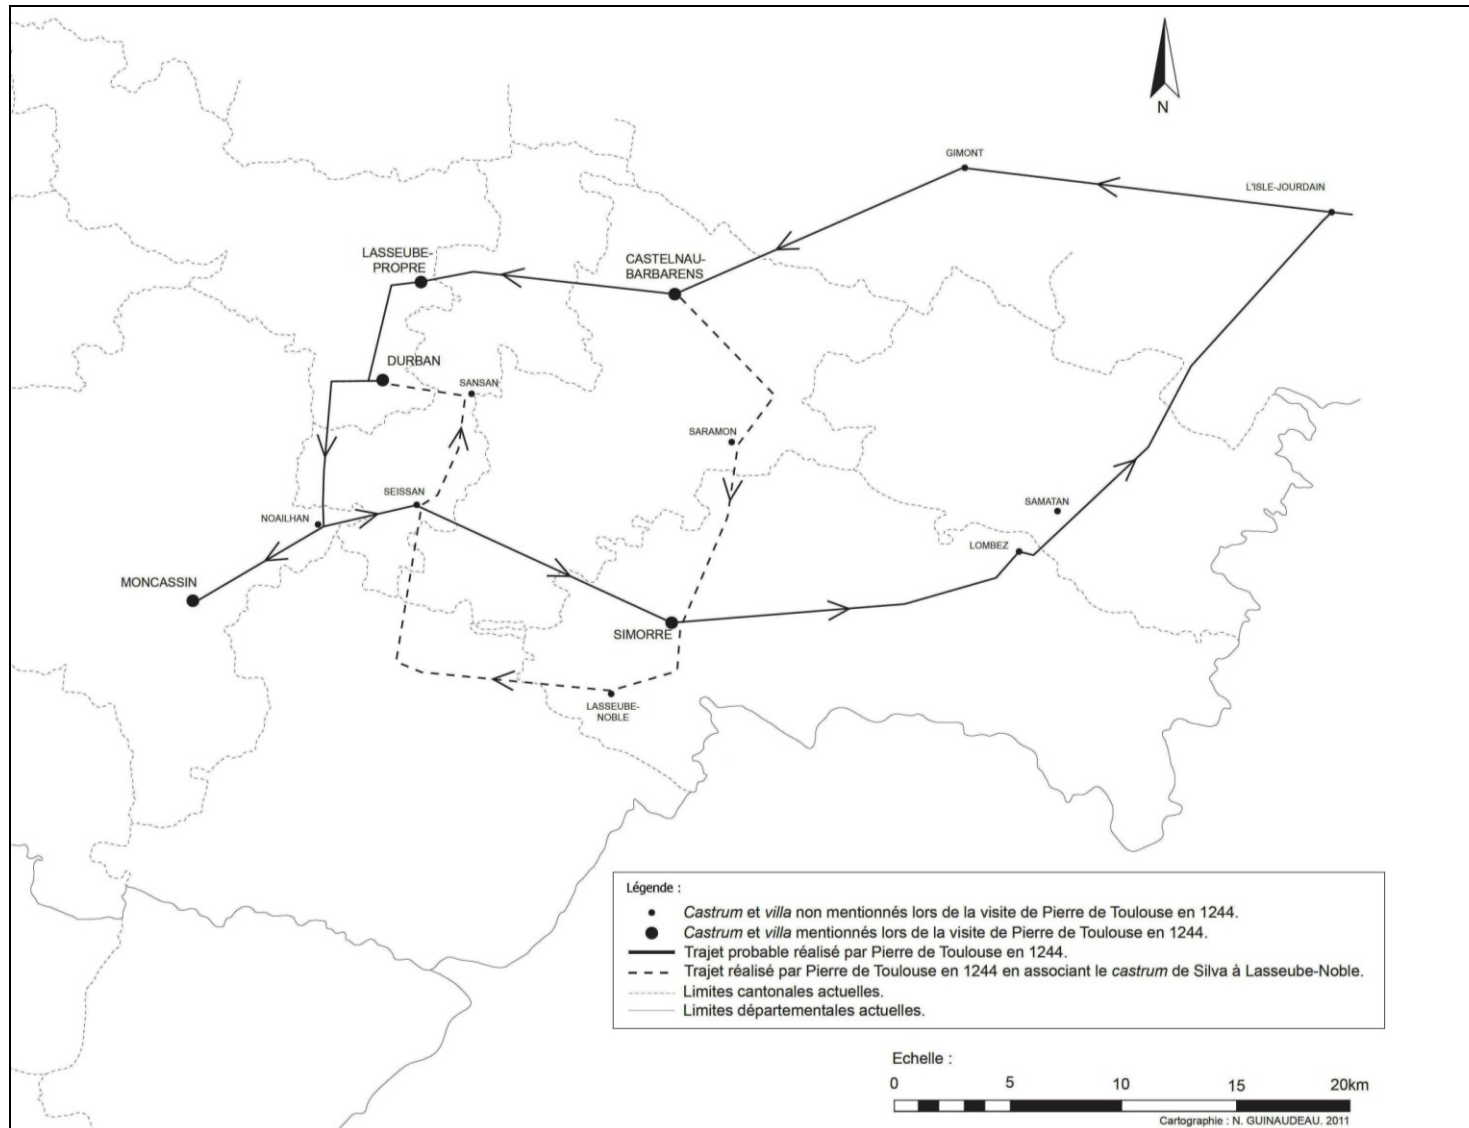 N
GIMONT
L'ISLE-JOURDAIN
LASSEUBE-
PROPRE
CASTELNAU-
BARBARENS
DURBAN
SANSAN
SARAMON
SEISSAN
SAMATAN
NOAILHAN
LOMBEZ
MONCASSIN
SIMORRE
LASSEUBE-
NOBLE
Légende :
Castrum et villa non mentionnés lors de la visite de Pierre de Toulouse en 1244.
Castrum et villa mentionnés lors de la visite de Pierre de Toulouse en 1244.
Trajet probable réalisé par Pierre de Toulouse en 1244.
Trajet réalisé par Pierre de Toulouse en 1244 en associant le castrum de Silva à Lasseube-Noble.
Limites cantonales actuelles.
Limites départementales actuelles.
Echelle :
0 5 10 15 20km
Cartographie : N. GUINAUDEAU. 2011